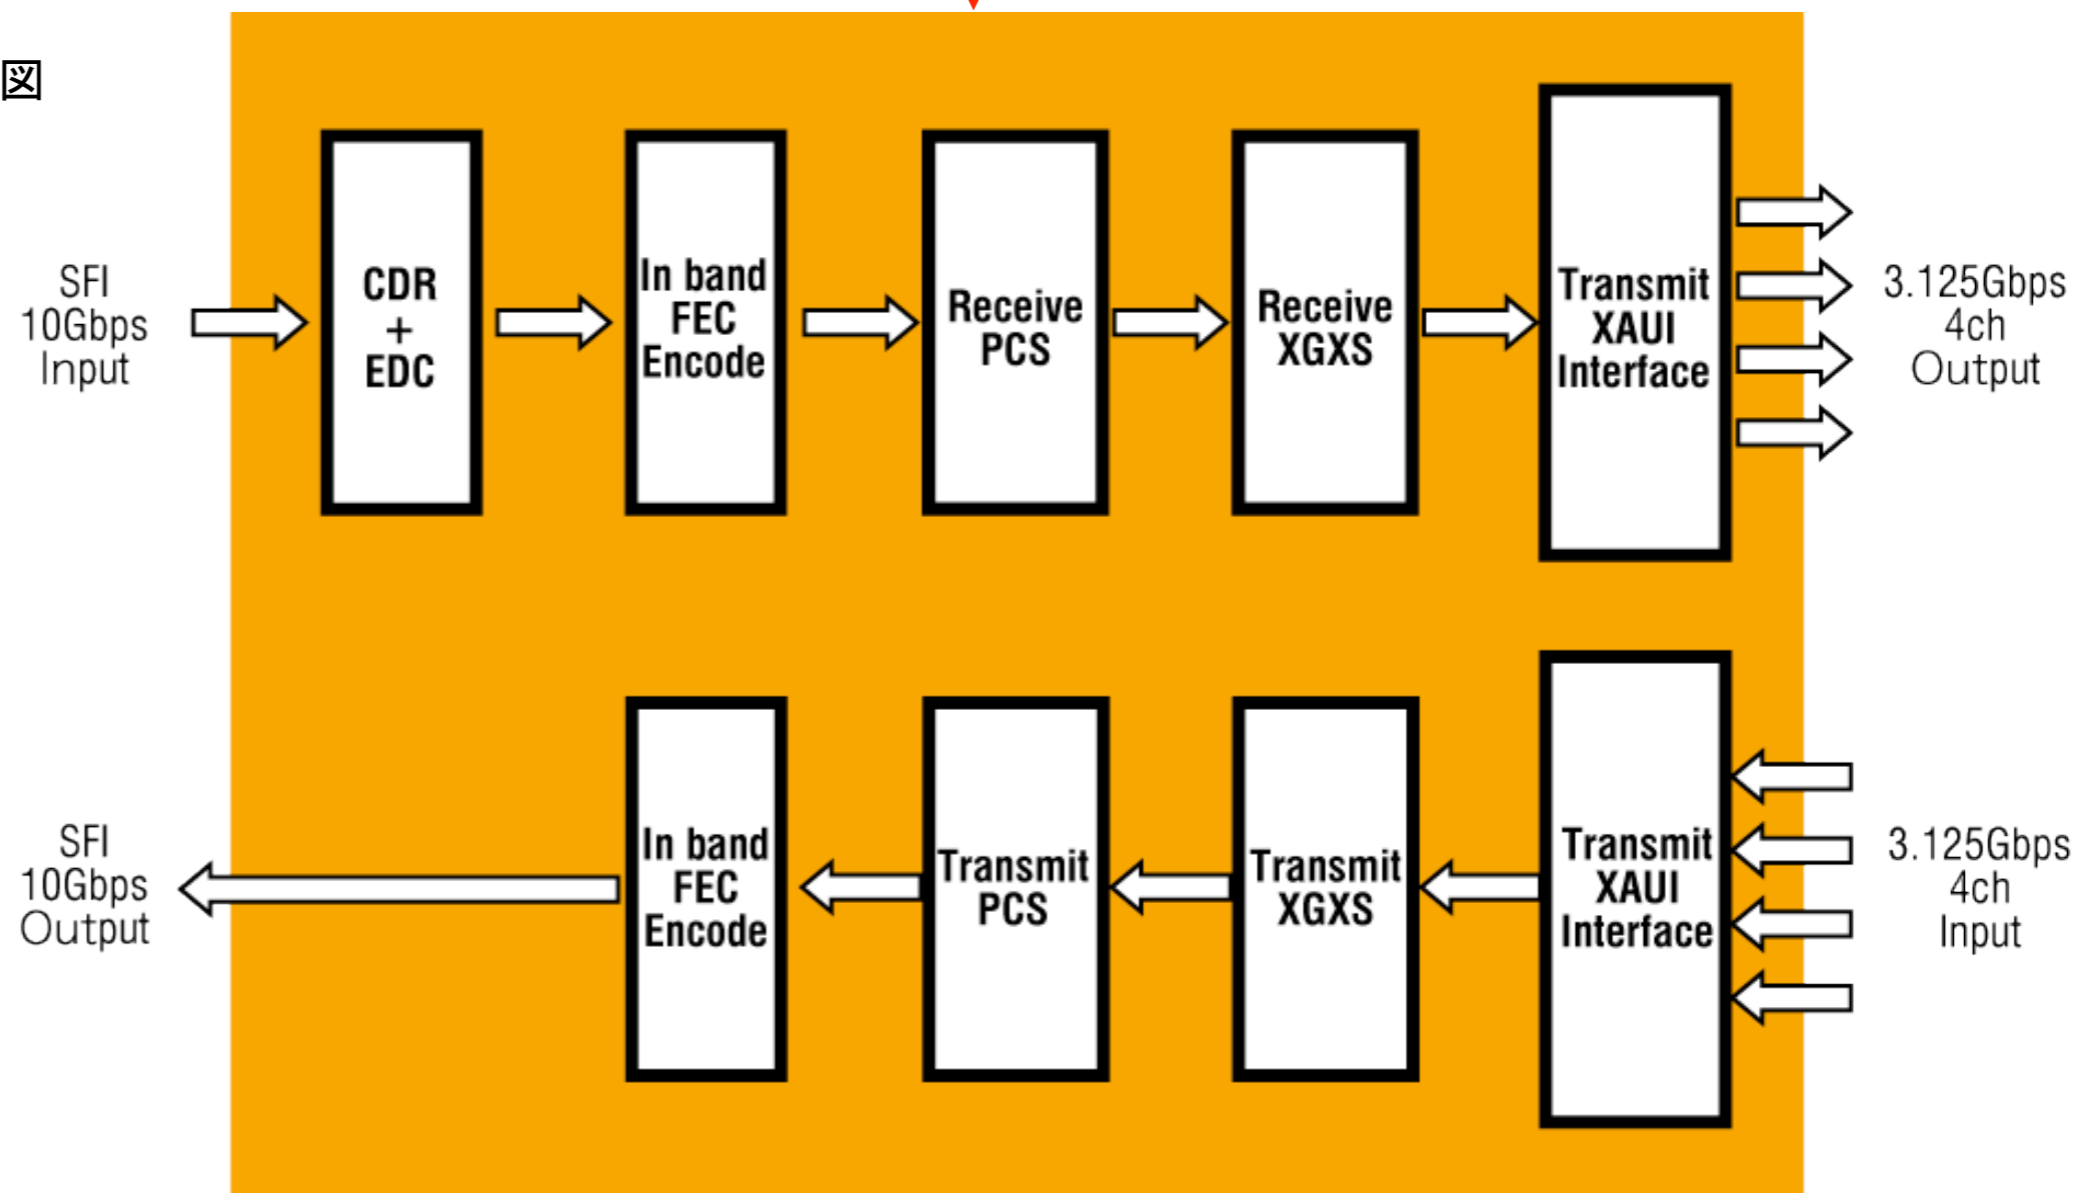 図
SFI
10Gbps
Input
CDR
+
EDC
In band
FEC
Encode
Receive
PCS
Receive
XGXS
Transmit
XAUI
Interface
3.125Gbps
4ch
Output
SFI
10Gbps
Output
In band
FEC
Encode
Transmit
PCS
Transmit
XGXS
Transmit
XAUI
Interface
3.125Gbps
4ch
Input